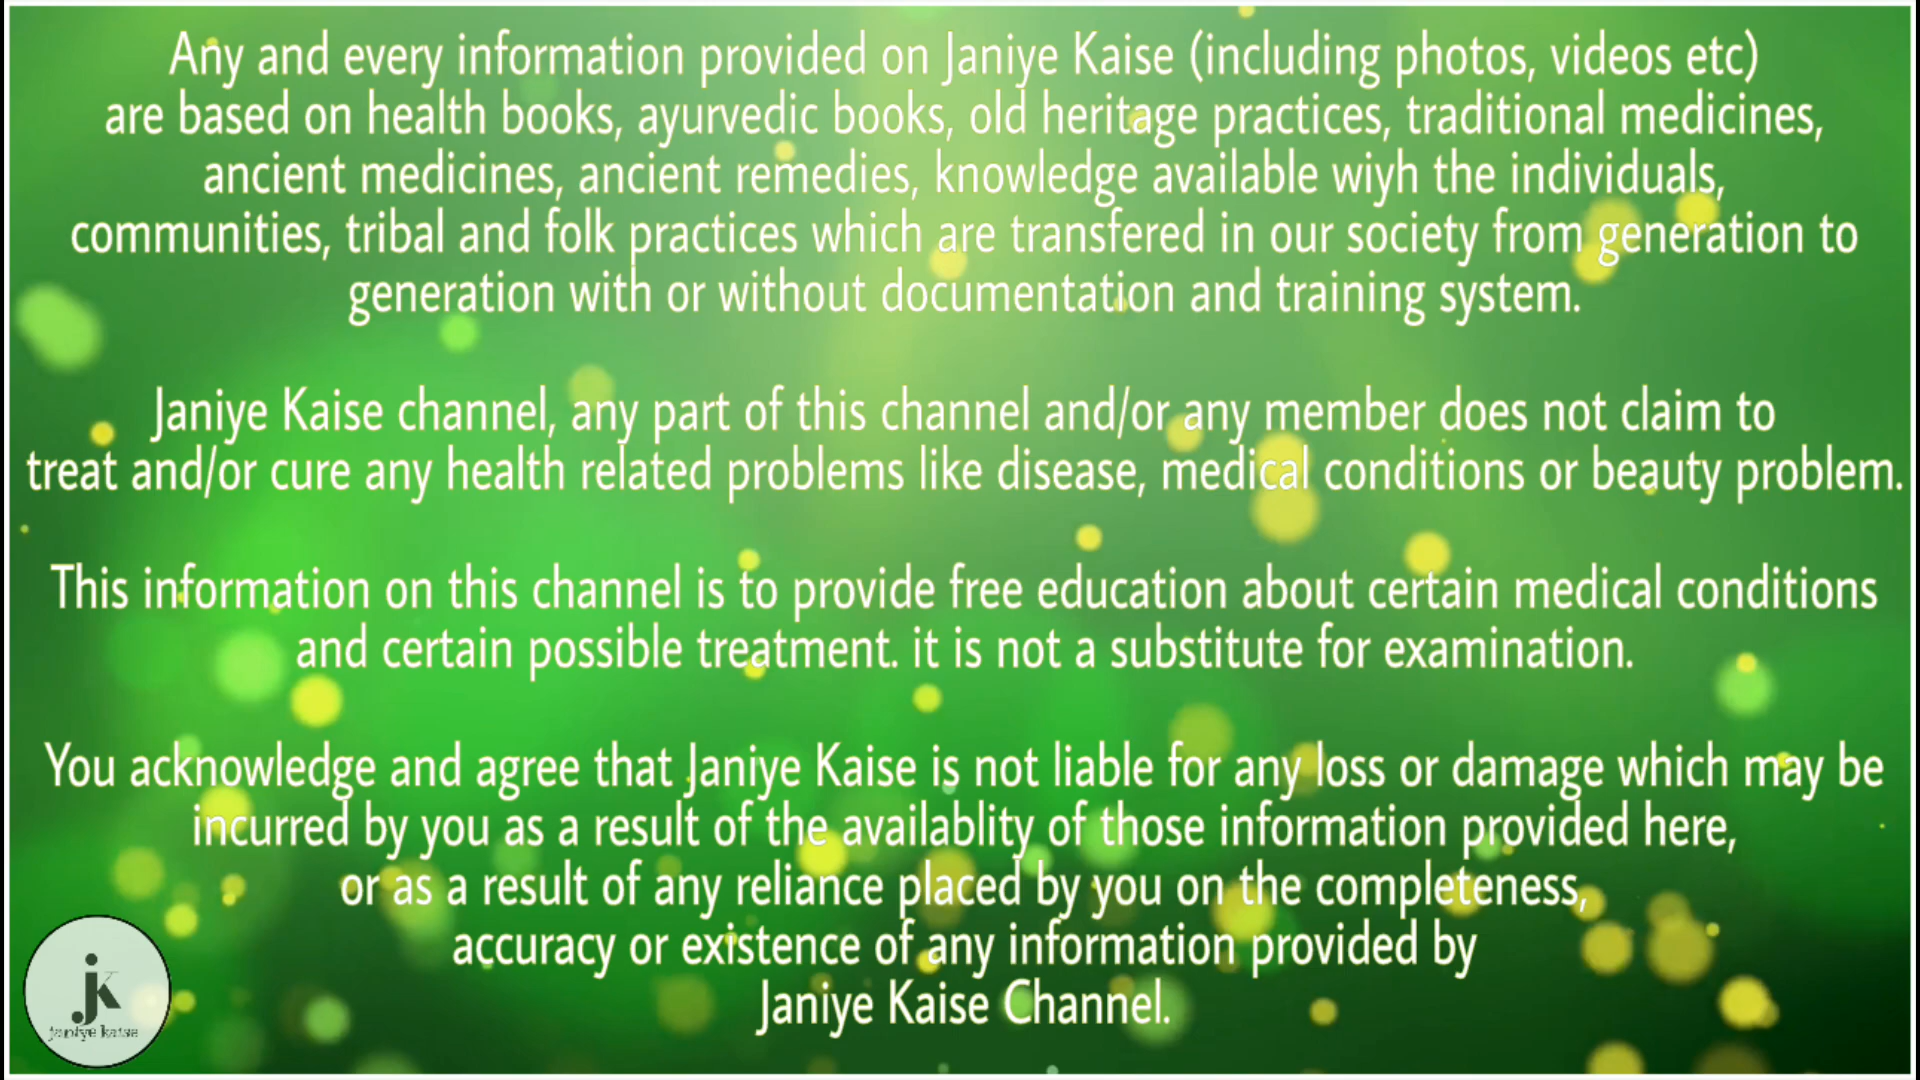 Any and every information provided on Janiye Kaise (including photos, videos etc)
are based on health books, ayurvedic books, old heritage practices, traditional medicines,
ancient medicines, ancient remedies, knowledge available wiyh the individuals,
communities, tribal and folk practices which are transfered in our society from generation to
generation with or without documentation and training system.
Janiye Kaise channel, any part of this channel and/or any member does not claim to
treat and/or cure any health related problems like disease, medical conditions or beauty problem.
This information on this channel is to provide free education about certain medical conditions
and certain possible treatment. it is not a substitute for examination.
You acknowledge and agree that Janiye Kaise is not liable for any loss or damage which may be
incurred by you as a result of the availablity of those information provided here,
or as a result of any reliance placed by you on the completeness,
accuracy or existence of any information provided by
Janiye Kaise Channel.
jK
janiye kaise